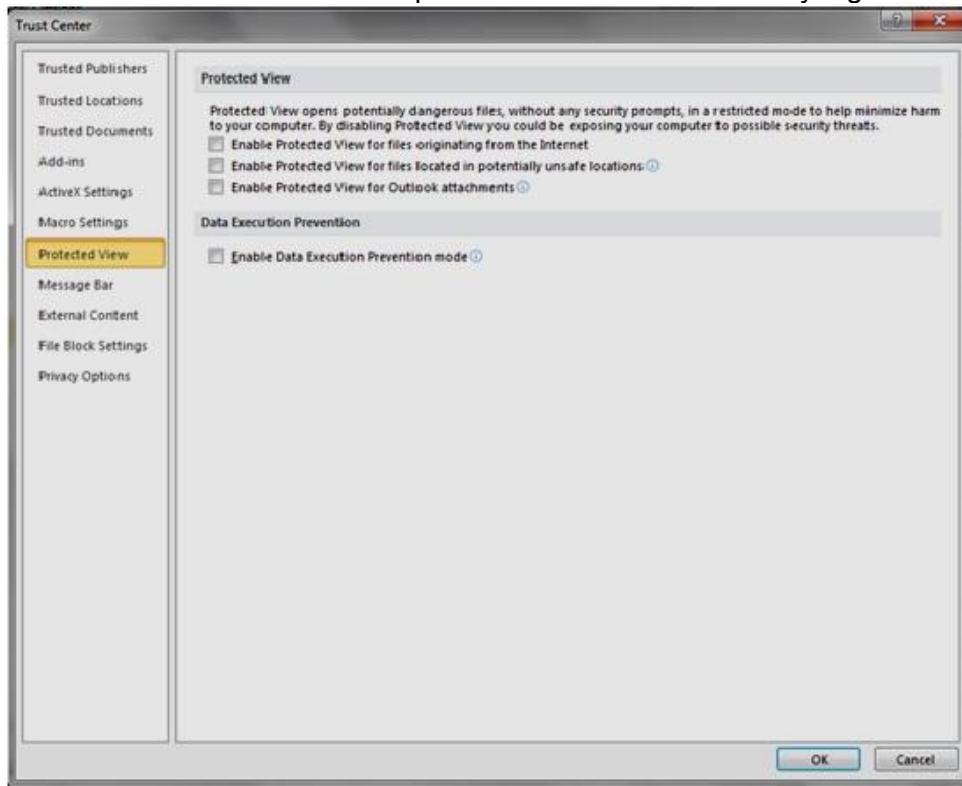 Trust Center
Trusted Publishers
Trusted Locations
Trusted Documents
Add-ins
ActiveX Settings
Macro Settings
Protected View
Message Bar
External Content
File Block Settings
Privacy Options
Protected View
Protected View opens potentially dangerous files, without any security prompts, in a restricted mode to help minimize harm
to your computer. By disabling Protected View you could be exposing your computer to possible security threats.
Enable Protected View for files originating from the Internet
Enable Protected View for files located in potentially unsafe locations
Enable Protected View for Outlook attachments
Data Execution Prevention
Enable Data Execution Prevention mode
OK
Cancel